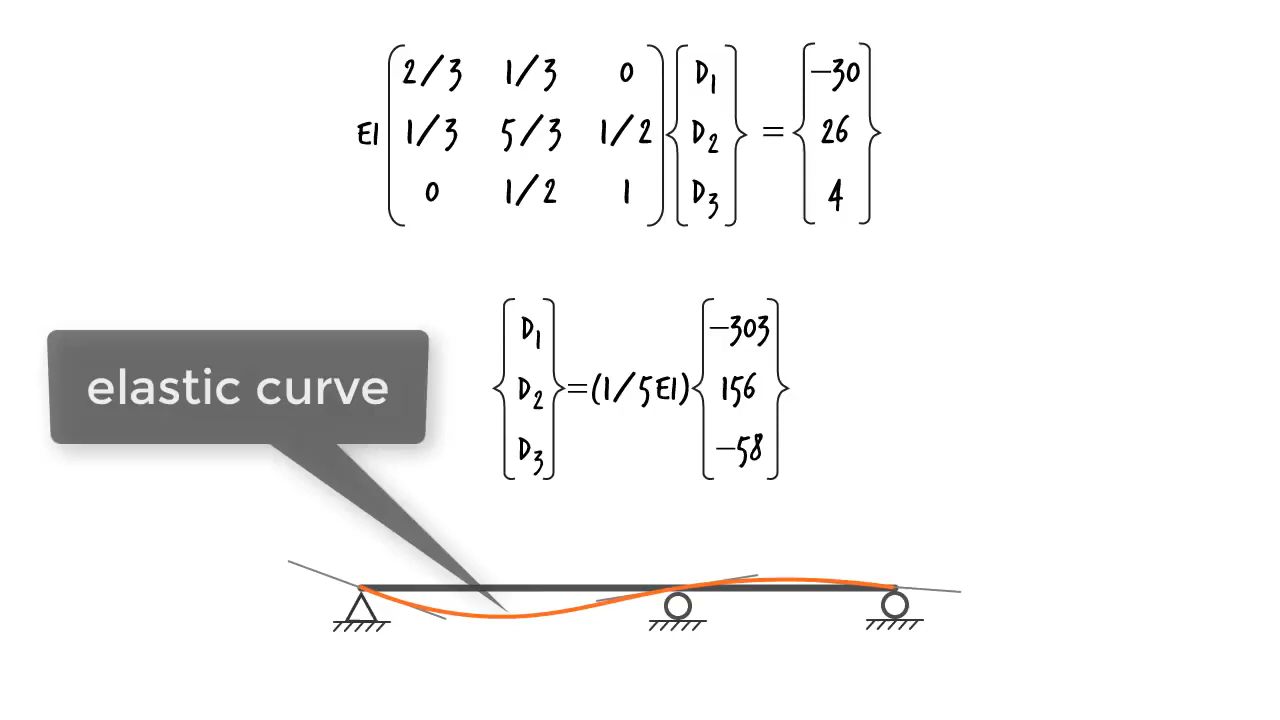 2/3 1/3 0 D1 -30
EI 1/3 5/3 1/2 D2 = 26
0 1/2 1 D3 4
D1 -303
D2 =(1/5EI) 156
D3 -58
elastic curve